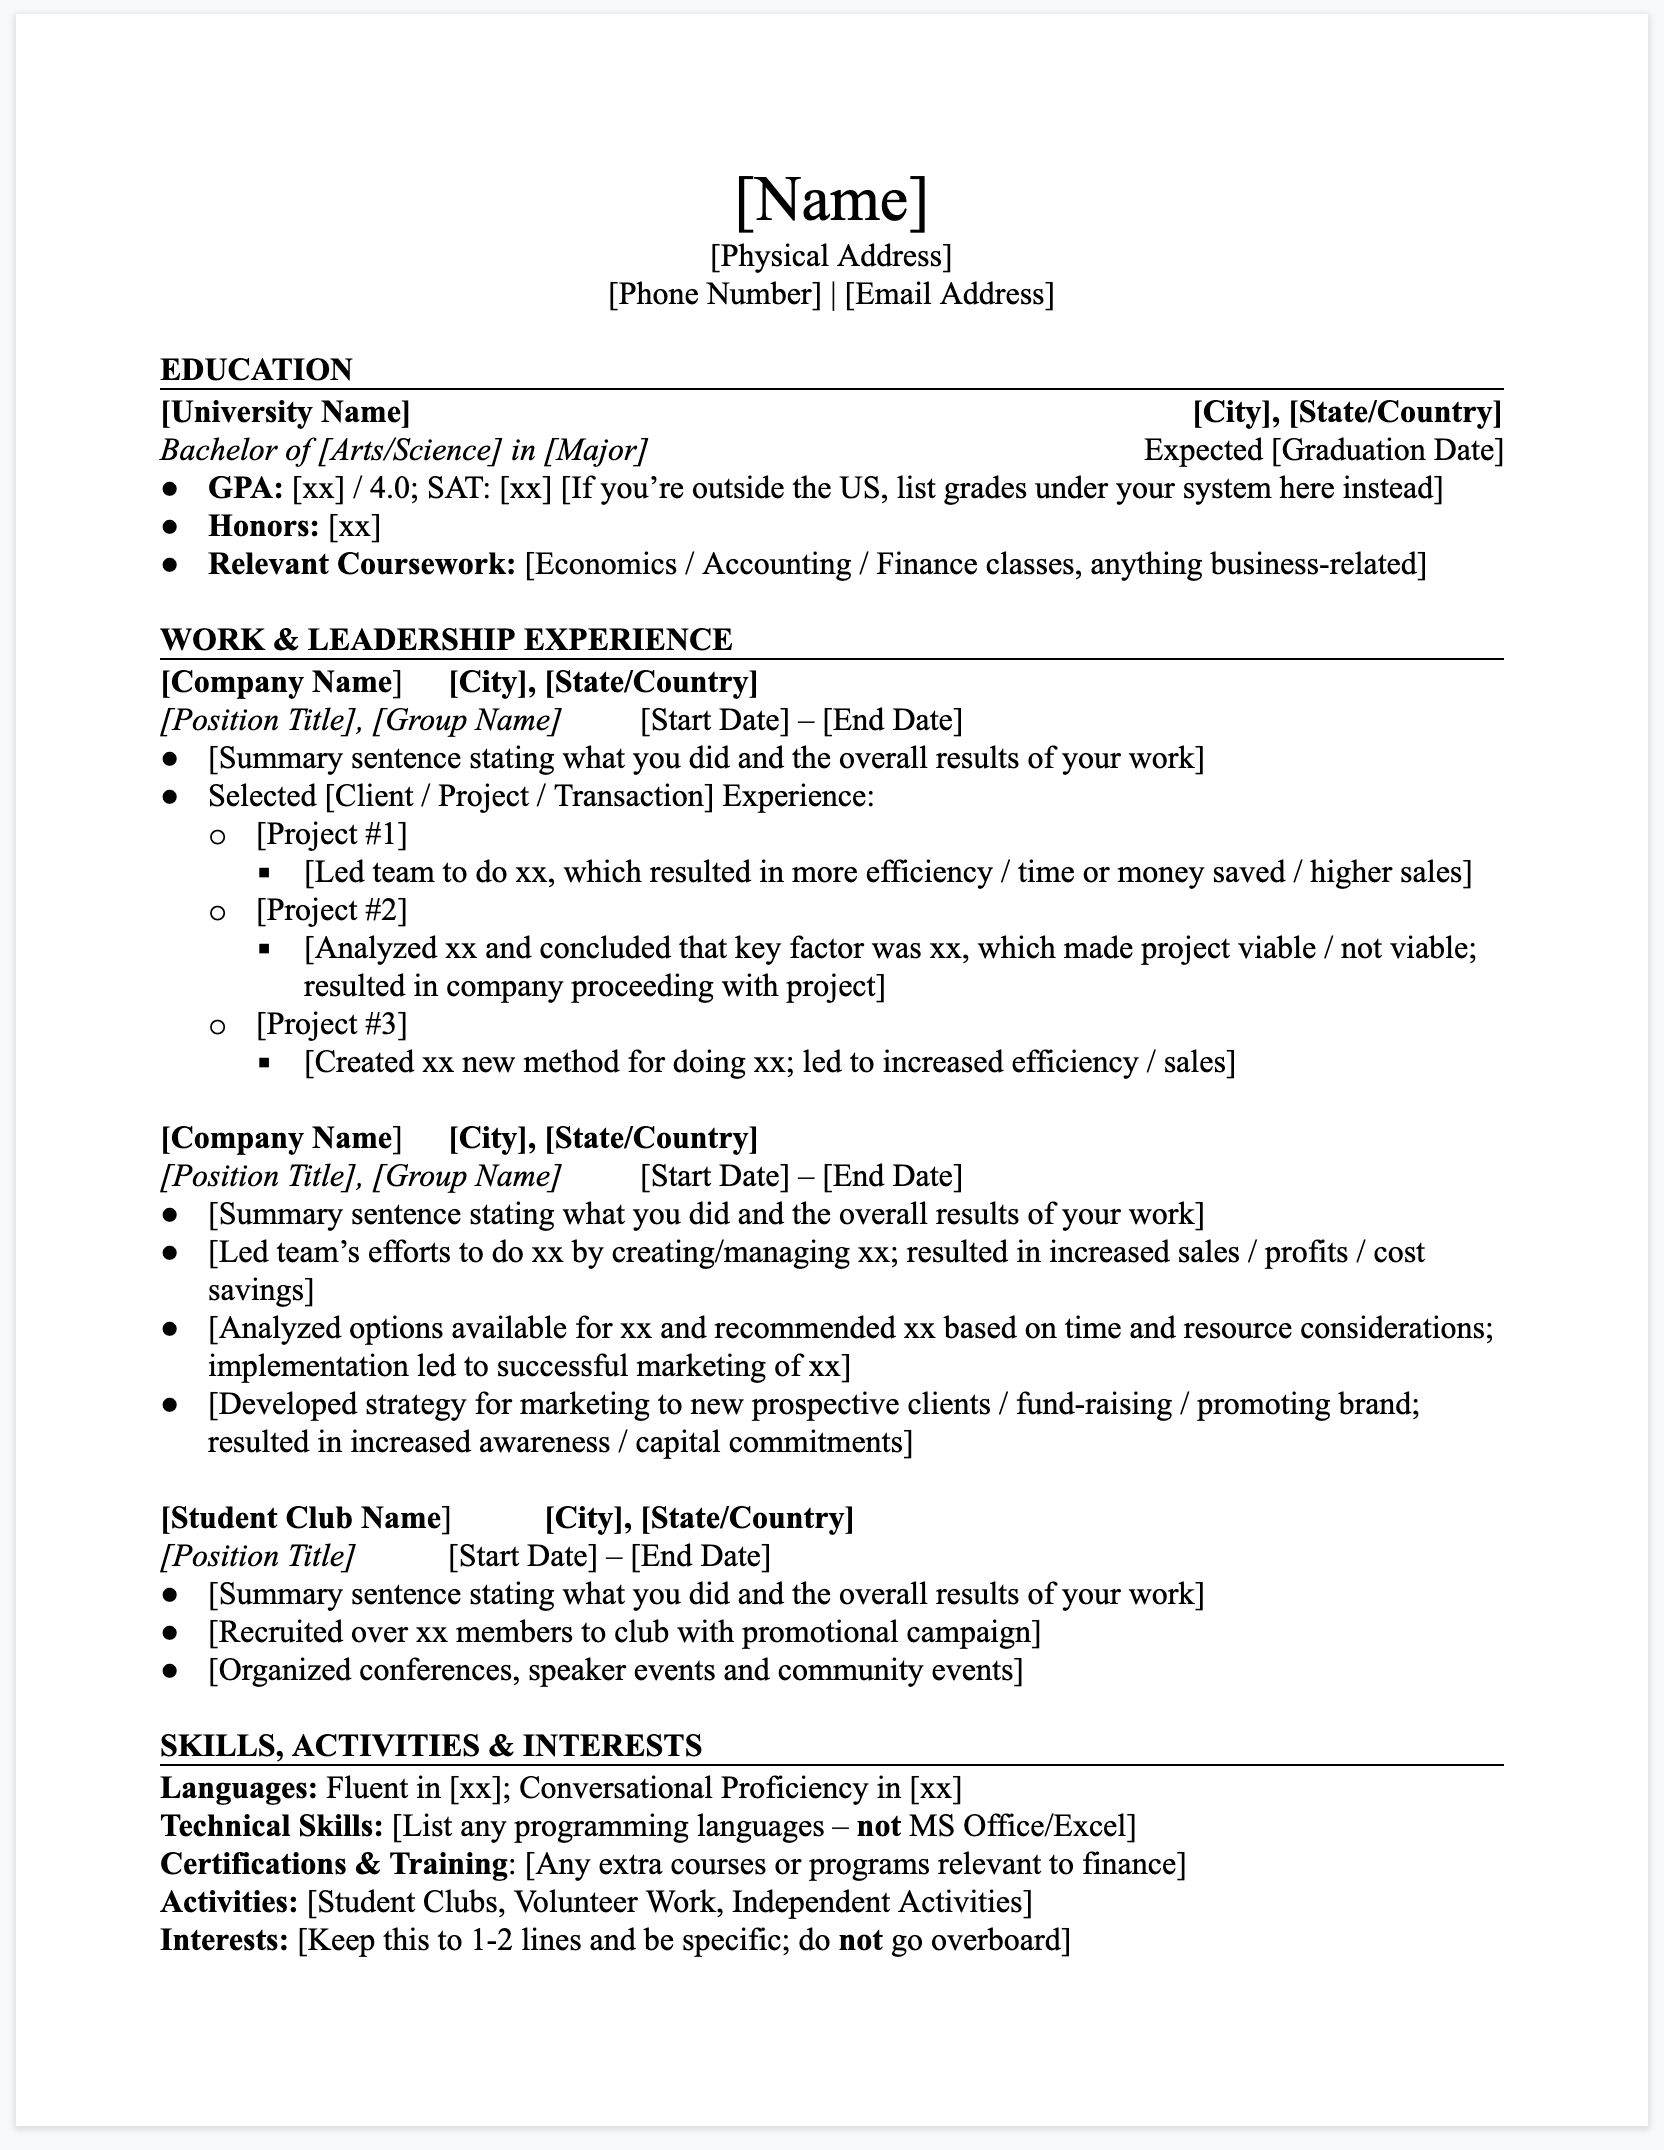 [Name]
[Physical Address]
[Phone Number] | [Email Address]
EDUCATION
[University Name] [City], [State/Country]
Bachelor of [Arts/Science] in [Major] Expected [Graduation Date]
● GPA: [xx] / 4.0; SAT: [xx] [If you’re outside the US, list grades under your system here instead]
● Honors: [xx]
● Relevant Coursework: [Economics / Accounting / Finance classes, anything business-related]
WORK & LEADERSHIP EXPERIENCE
[Company Name] [City], [State/Country]
[Position Title], [Group Name] [Start Date] – [End Date]
● [Summary sentence stating what you did and the overall results of your work]
● Selected [Client / Project / Transaction] Experience:
o [Project #1]
▪ [Led team to do xx, which resulted in more efficiency / time or money saved / higher sales]
o [Project #2]
▪ [Analyzed xx and concluded that key factor was xx, which made project viable / not viable;
resulted in company proceeding with project]
o [Project #3]
▪ [Created xx new method for doing xx; led to increased efficiency / sales]
[Company Name] [City], [State/Country]
[Position Title], [Group Name] [Start Date] – [End Date]
● [Summary sentence stating what you did and the overall results of your work]
● [Led team’s efforts to do xx by creating/managing xx; resulted in increased sales / profits / cost
savings]
● [Analyzed options available for xx and recommended xx based on time and resource considerations;
implementation led to successful marketing of xx]
● [Developed strategy for marketing to new prospective clients / fund-raising / promoting brand;
resulted in increased awareness / capital commitments]
[Student Club Name] [City], [State/Country]
[Position Title] [Start Date] – [End Date]
● [Summary sentence stating what you did and the overall results of your work]
● [Recruited over xx members to club with promotional campaign]
● [Organized conferences, speaker events and community events]
SKILLS, ACTIVITIES & INTERESTS
Languages: Fluent in [xx]; Conversational Proficiency in [xx]
Technical Skills: [List any programming languages – not MS Office/Excel]
Certifications & Training: [Any extra courses or programs relevant to finance]
Activities: [Student Clubs, Volunteer Work, Independent Activities]
Interests: [Keep this to 1-2 lines and be specific; do not go overboard]